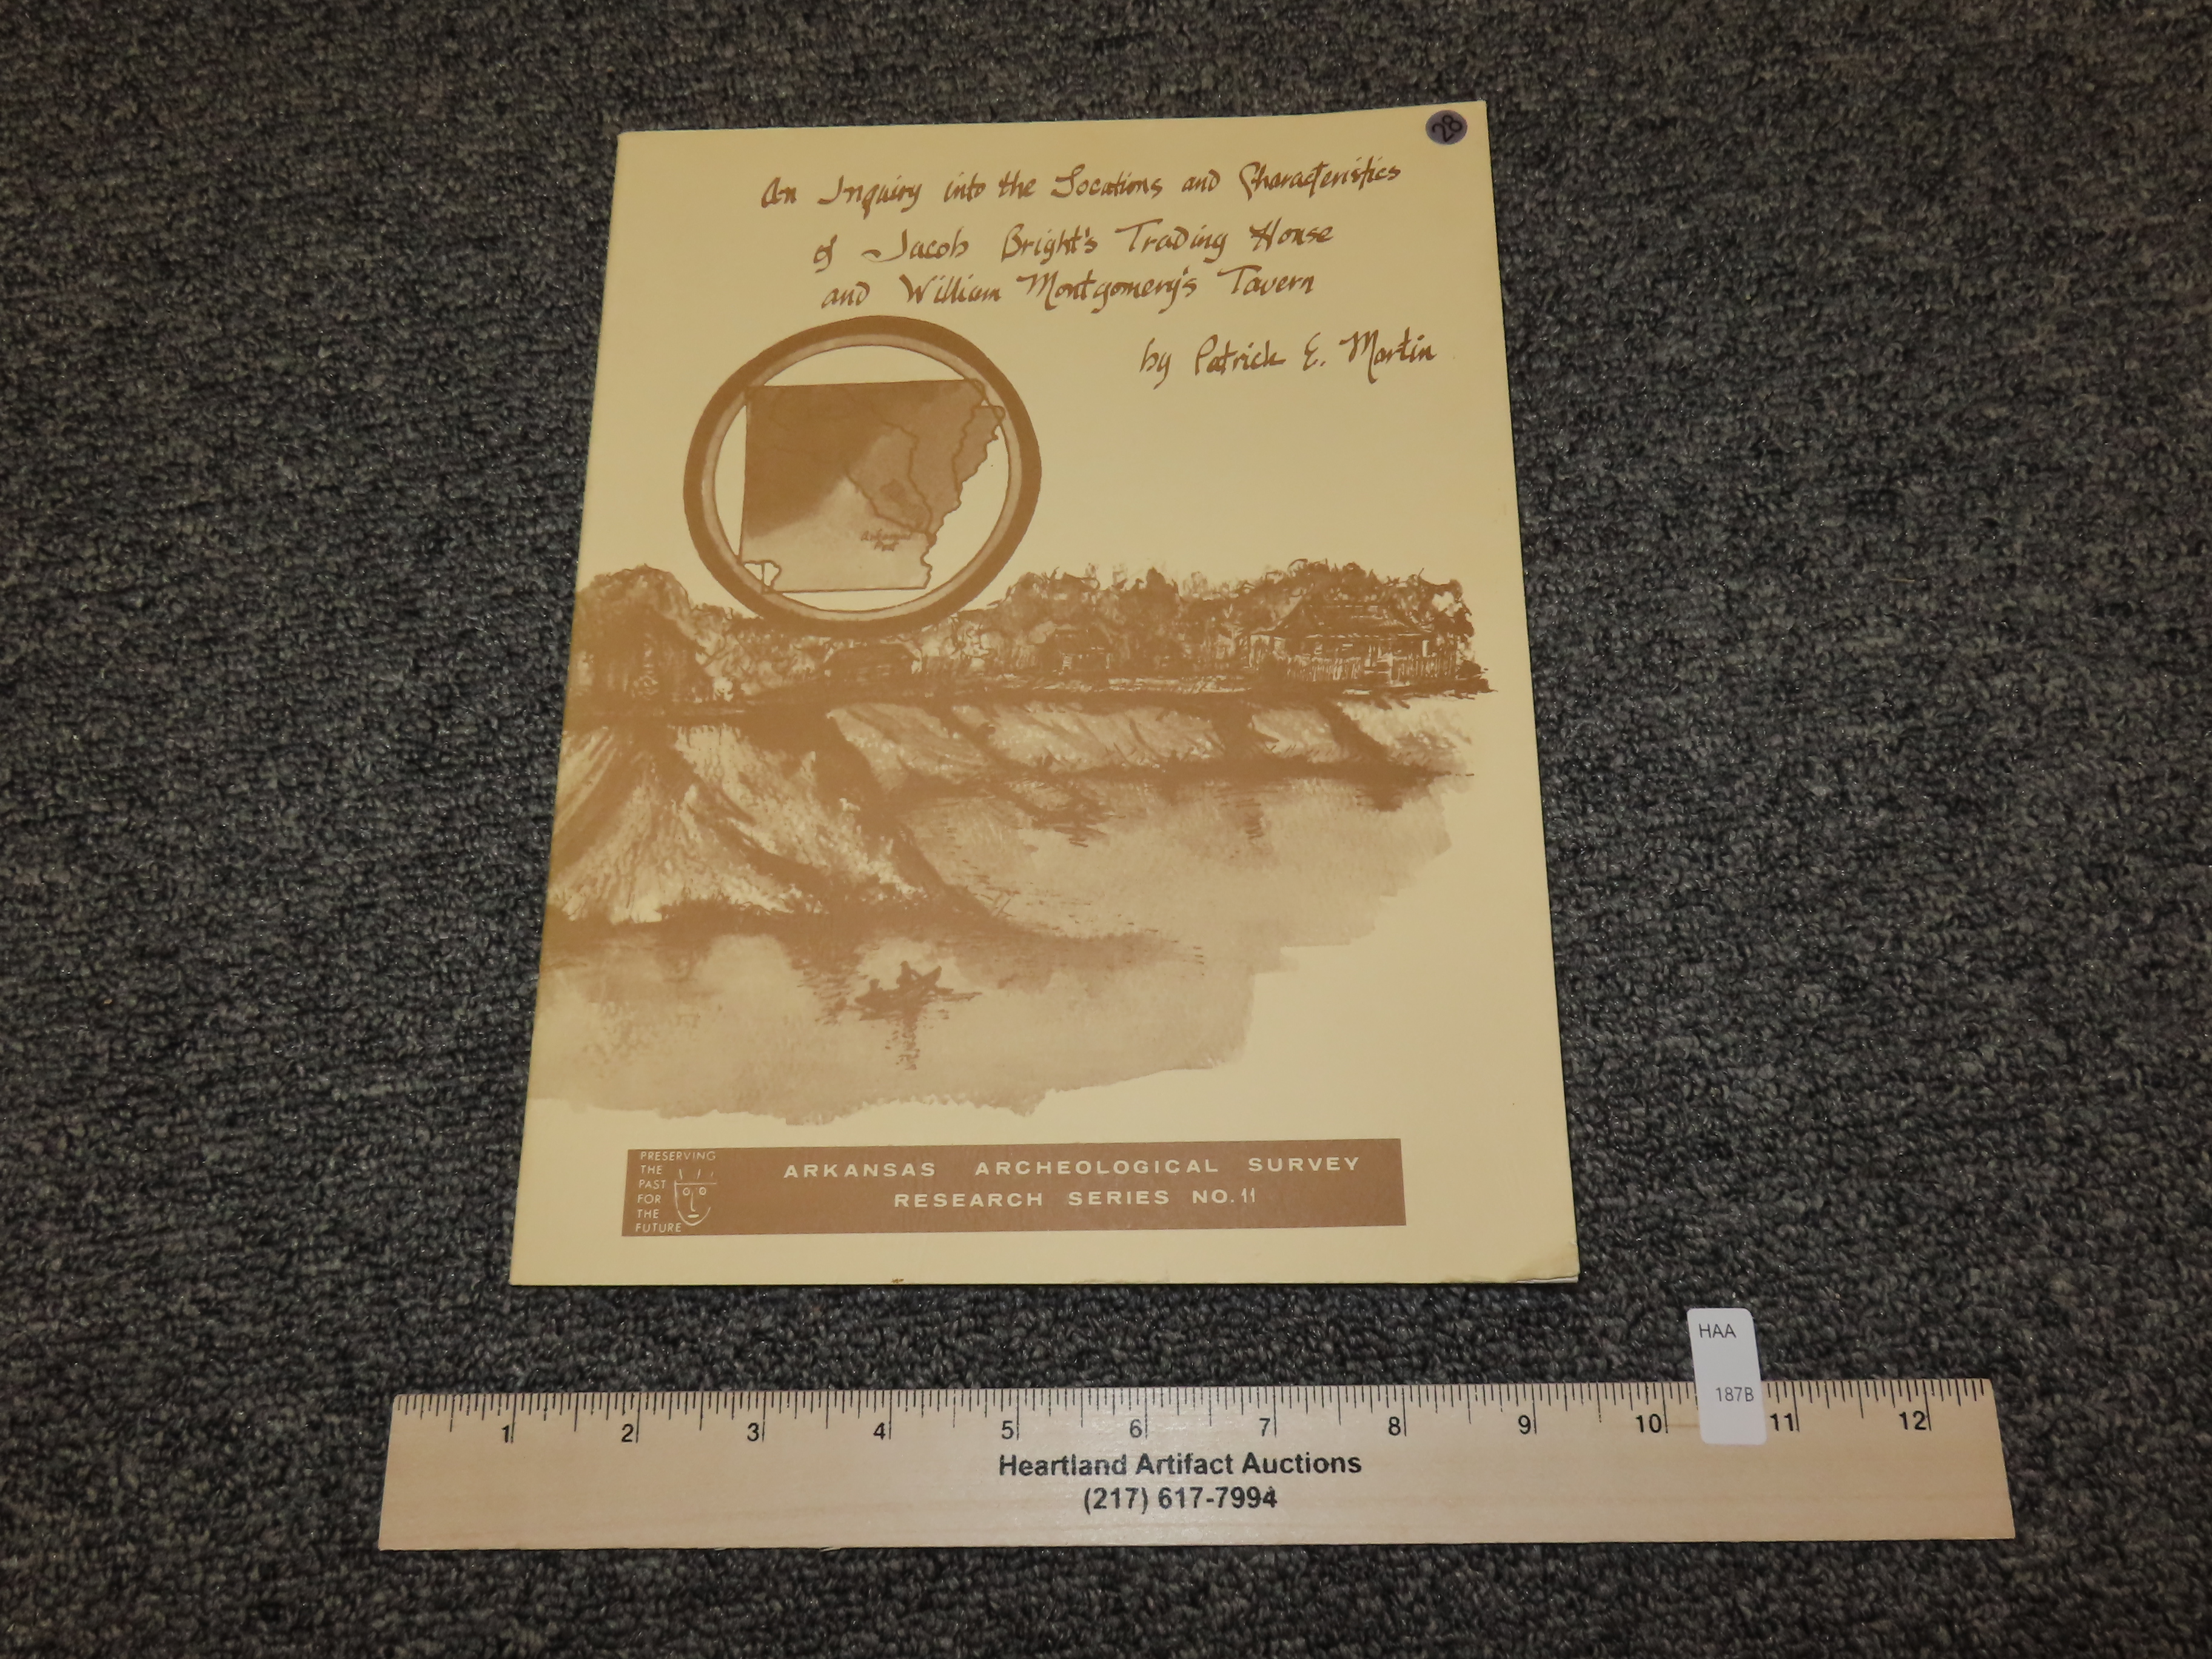 28
An Inquiry into the Locations and Characteristics
of Jacob Bright's Trading House
and William Montgomery's Tavern
by Patrick E. Martin
Arkansas
Post
PRESERVING
THE
PAST
FOR
THE
FUTURE
ARKANSAS ARCHEOLOGICAL SURVEY
RESEARCH SERIES NO. 11
HAA
187B
1 2 3 4 5 6 7 8 9 10 11 12
Heartland Artifact Auctions
(217) 617-7994